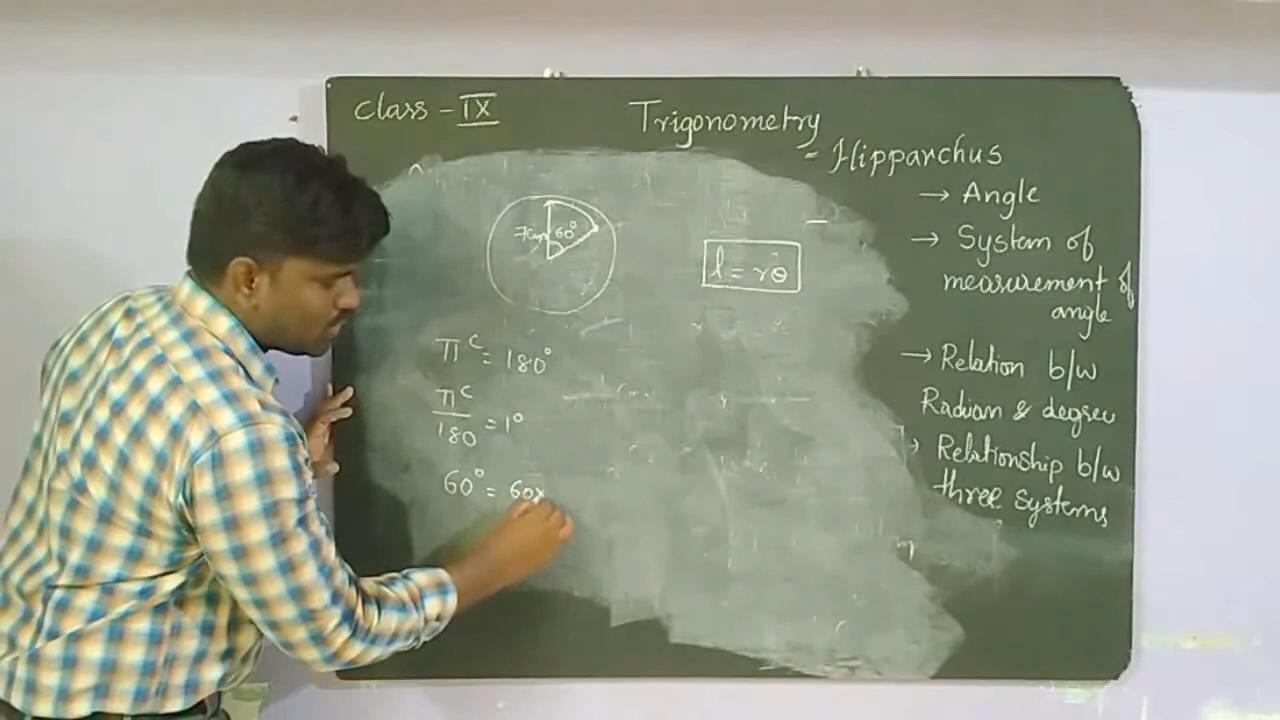 Class - IX
Trigonometry
- Hipparchus
→ Angle
→ System of
measurement of
angle
→ Relation b/w
Radian & degree
→ Relationship b/w
three systems
7cm 60°
l = rθ
π^c = 180°
π^c/180 = 1°
60° = 60x